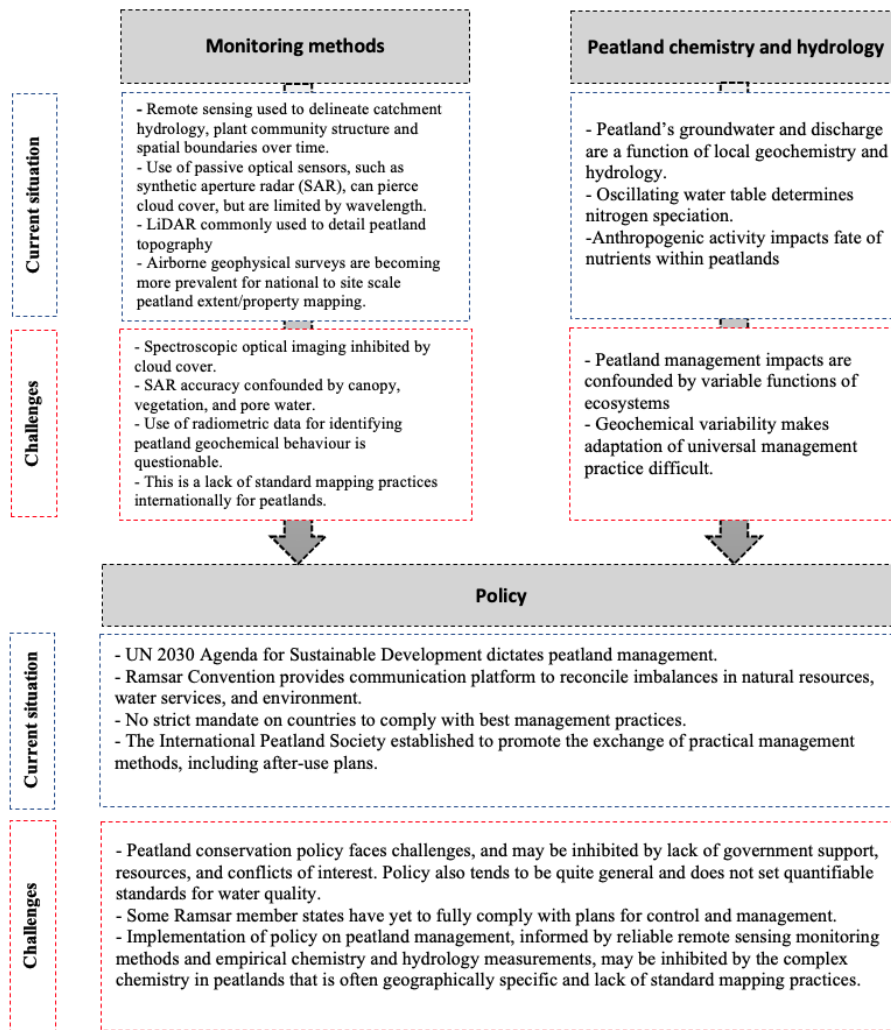 Monitoring methods
Peatland chemistry and hydrology
Current situation
- Remote sensing used to delineate catchment
hydrology, plant community structure and
spatial boundaries over time.
- Use of passive optical sensors, such as
synthetic aperture radar (SAR), can pierce
cloud cover, but are limited by wavelength.
- LiDAR commonly used to detail peatland
topography
- Airborne geophysical surveys are becoming
more prevalent for national to site scale
peatland extent/property mapping.
- Peatland's groundwater and discharge
are a function of local geochemistry and
hydrology.
- Oscillating water table determines
nitrogen speciation.
-Anthropogenic activity impacts fate of
nutrients within peatlands
Challenges
- Spectroscopic optical imaging inhibited by
cloud cover.
- SAR accuracy confounded by canopy,
vegetation, and pore water.
- Use of radiometric data for identifying
peatland geochemical behaviour is
questionable.
- This is a lack of standard mapping practices
internationally for peatlands.
- Peatland management impacts are
confounded by variable functions of
ecosystems
- Geochemical variability makes
adaptation of universal management
practice difficult.
Policy
Current situation
- UN 2030 Agenda for Sustainable Development dictates peatland management.
- Ramsar Convention provides communication platform to reconcile imbalances in natural resources,
water services, and environment.
- No strict mandate on countries to comply with best management practices.
- The International Peatland Society established to promote the exchange of practical management
methods, including after-use plans.
Challenges
- Peatland conservation policy faces challenges, and may be inhibited by lack of government support,
resources, and conflicts of interest. Policy also tends to be quite general and does not set quantifiable
standards for water quality.
- Some Ramsar member states have yet to fully comply with plans for control and management.
- Implementation of policy on peatland management, informed by reliable remote sensing monitoring
methods and empirical chemistry and hydrology measurements, may be inhibited by the complex
chemistry in peatlands that is often geographically specific and lack of standard mapping practices.